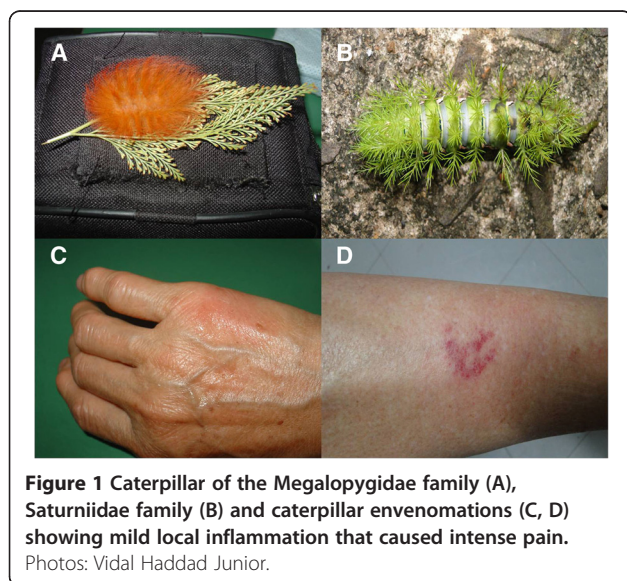 A
B
C
D
Figure 1 Caterpillar of the Megalopygidae family (A),
Saturniidae family (B) and caterpillar envenomations (C, D)
showing mild local inflammation that caused intense pain.
Photos: Vidal Haddad Junior.